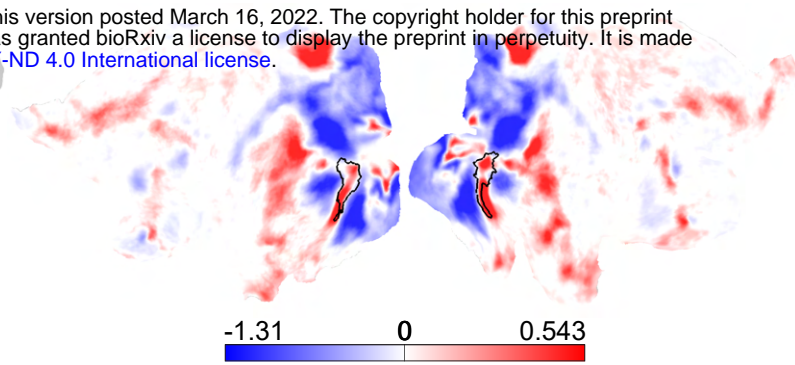 his version posted March 16, 2022. The copyright holder for this preprint
s granted bioRxiv a license to display the preprint in perpetuity. It is made
-ND 4.0 International license.
-1.31 0 0.543